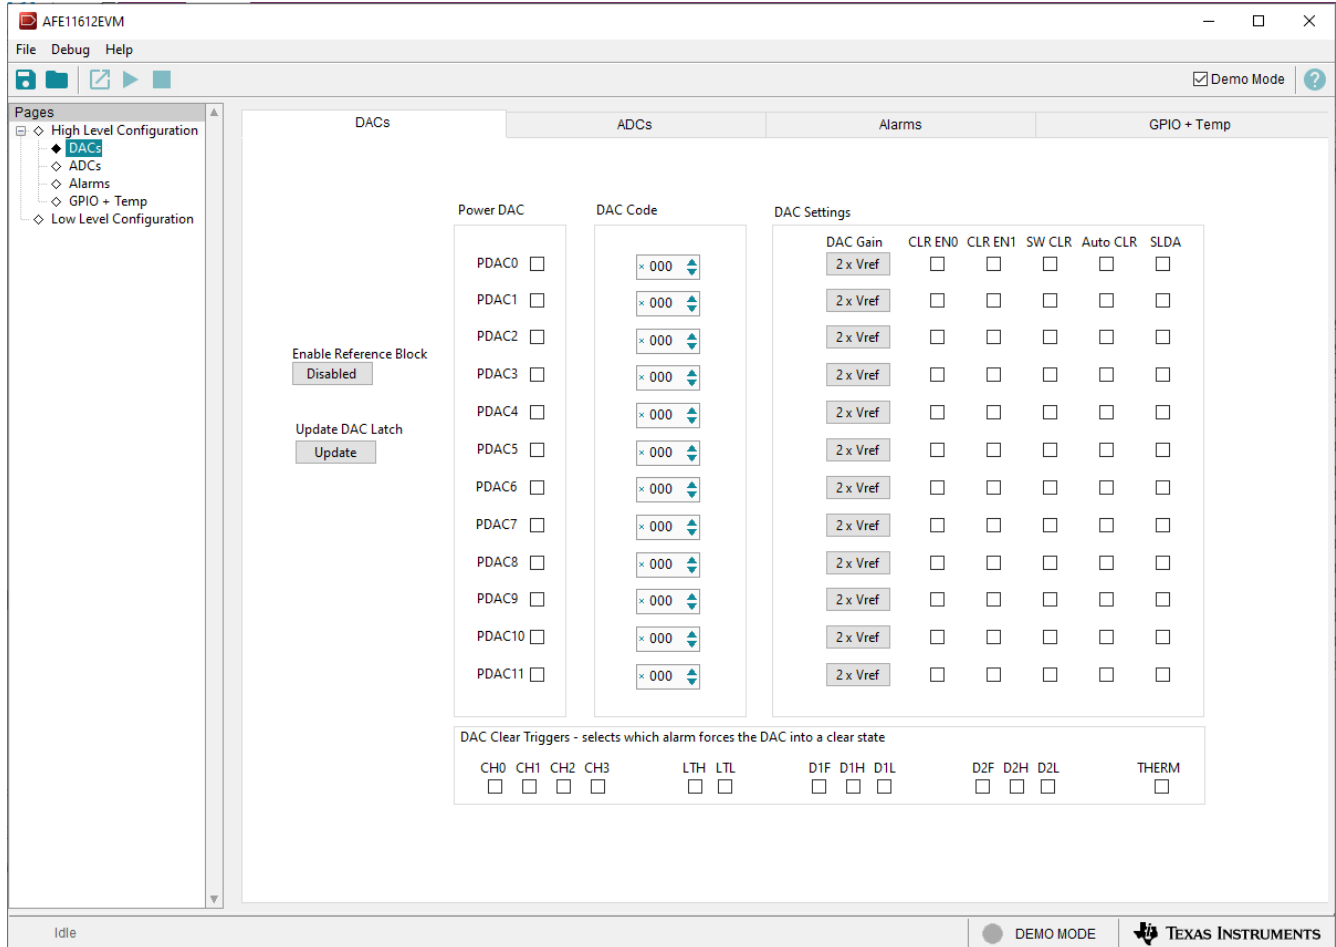 AFE11612EVM
File Debug Help
Demo Mode
Pages
High Level Configuration
DACs
ADCs
Alarms
GPIO + Temp
Low Level Configuration
DACs ADCs Alarms GPIO + Temp
Enable Reference Block
Disabled
Update DAC Latch
Update
Power DAC DAC Code DAC Settings
DAC Gain CLR EN0 CLR EN1 SW CLR Auto CLR SLDA
PDAC0 × 000 2 x Vref
PDAC1 × 000 2 x Vref
PDAC2 × 000 2 x Vref
PDAC3 × 000 2 x Vref
PDAC4 × 000 2 x Vref
PDAC5 × 000 2 x Vref
PDAC6 × 000 2 x Vref
PDAC7 × 000 2 x Vref
PDAC8 × 000 2 x Vref
PDAC9 × 000 2 x Vref
PDAC10 × 000 2 x Vref
PDAC11 × 000 2 x Vref
DAC Clear Triggers - selects which alarm forces the DAC into a clear state
CH0 CH1 CH2 CH3 LTH LTL D1F D1H D1L D2F D2H D2L THERM
Idle DEMO MODE TEXAS INSTRUMENTS